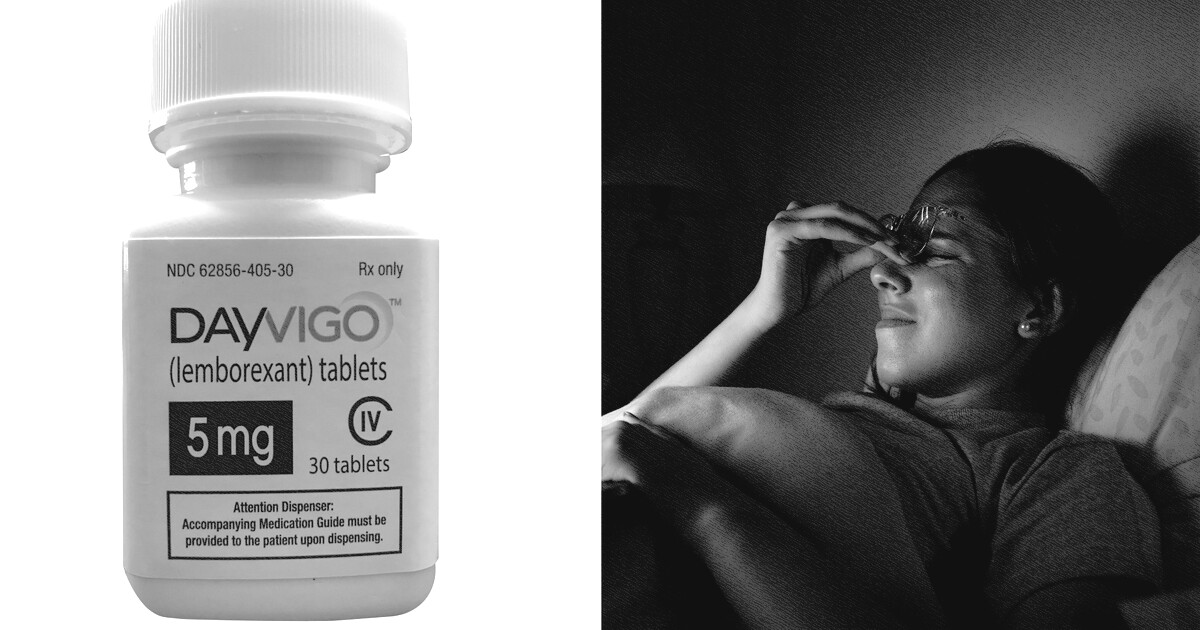 NDC 62856-405-30 Rx only
DAYVIGO™
(lemborexant) tablets
5 mg
CIV
30 tablets
Attention Dispenser:
Accompanying Medication Guide must be
provided to the patient upon dispensing.